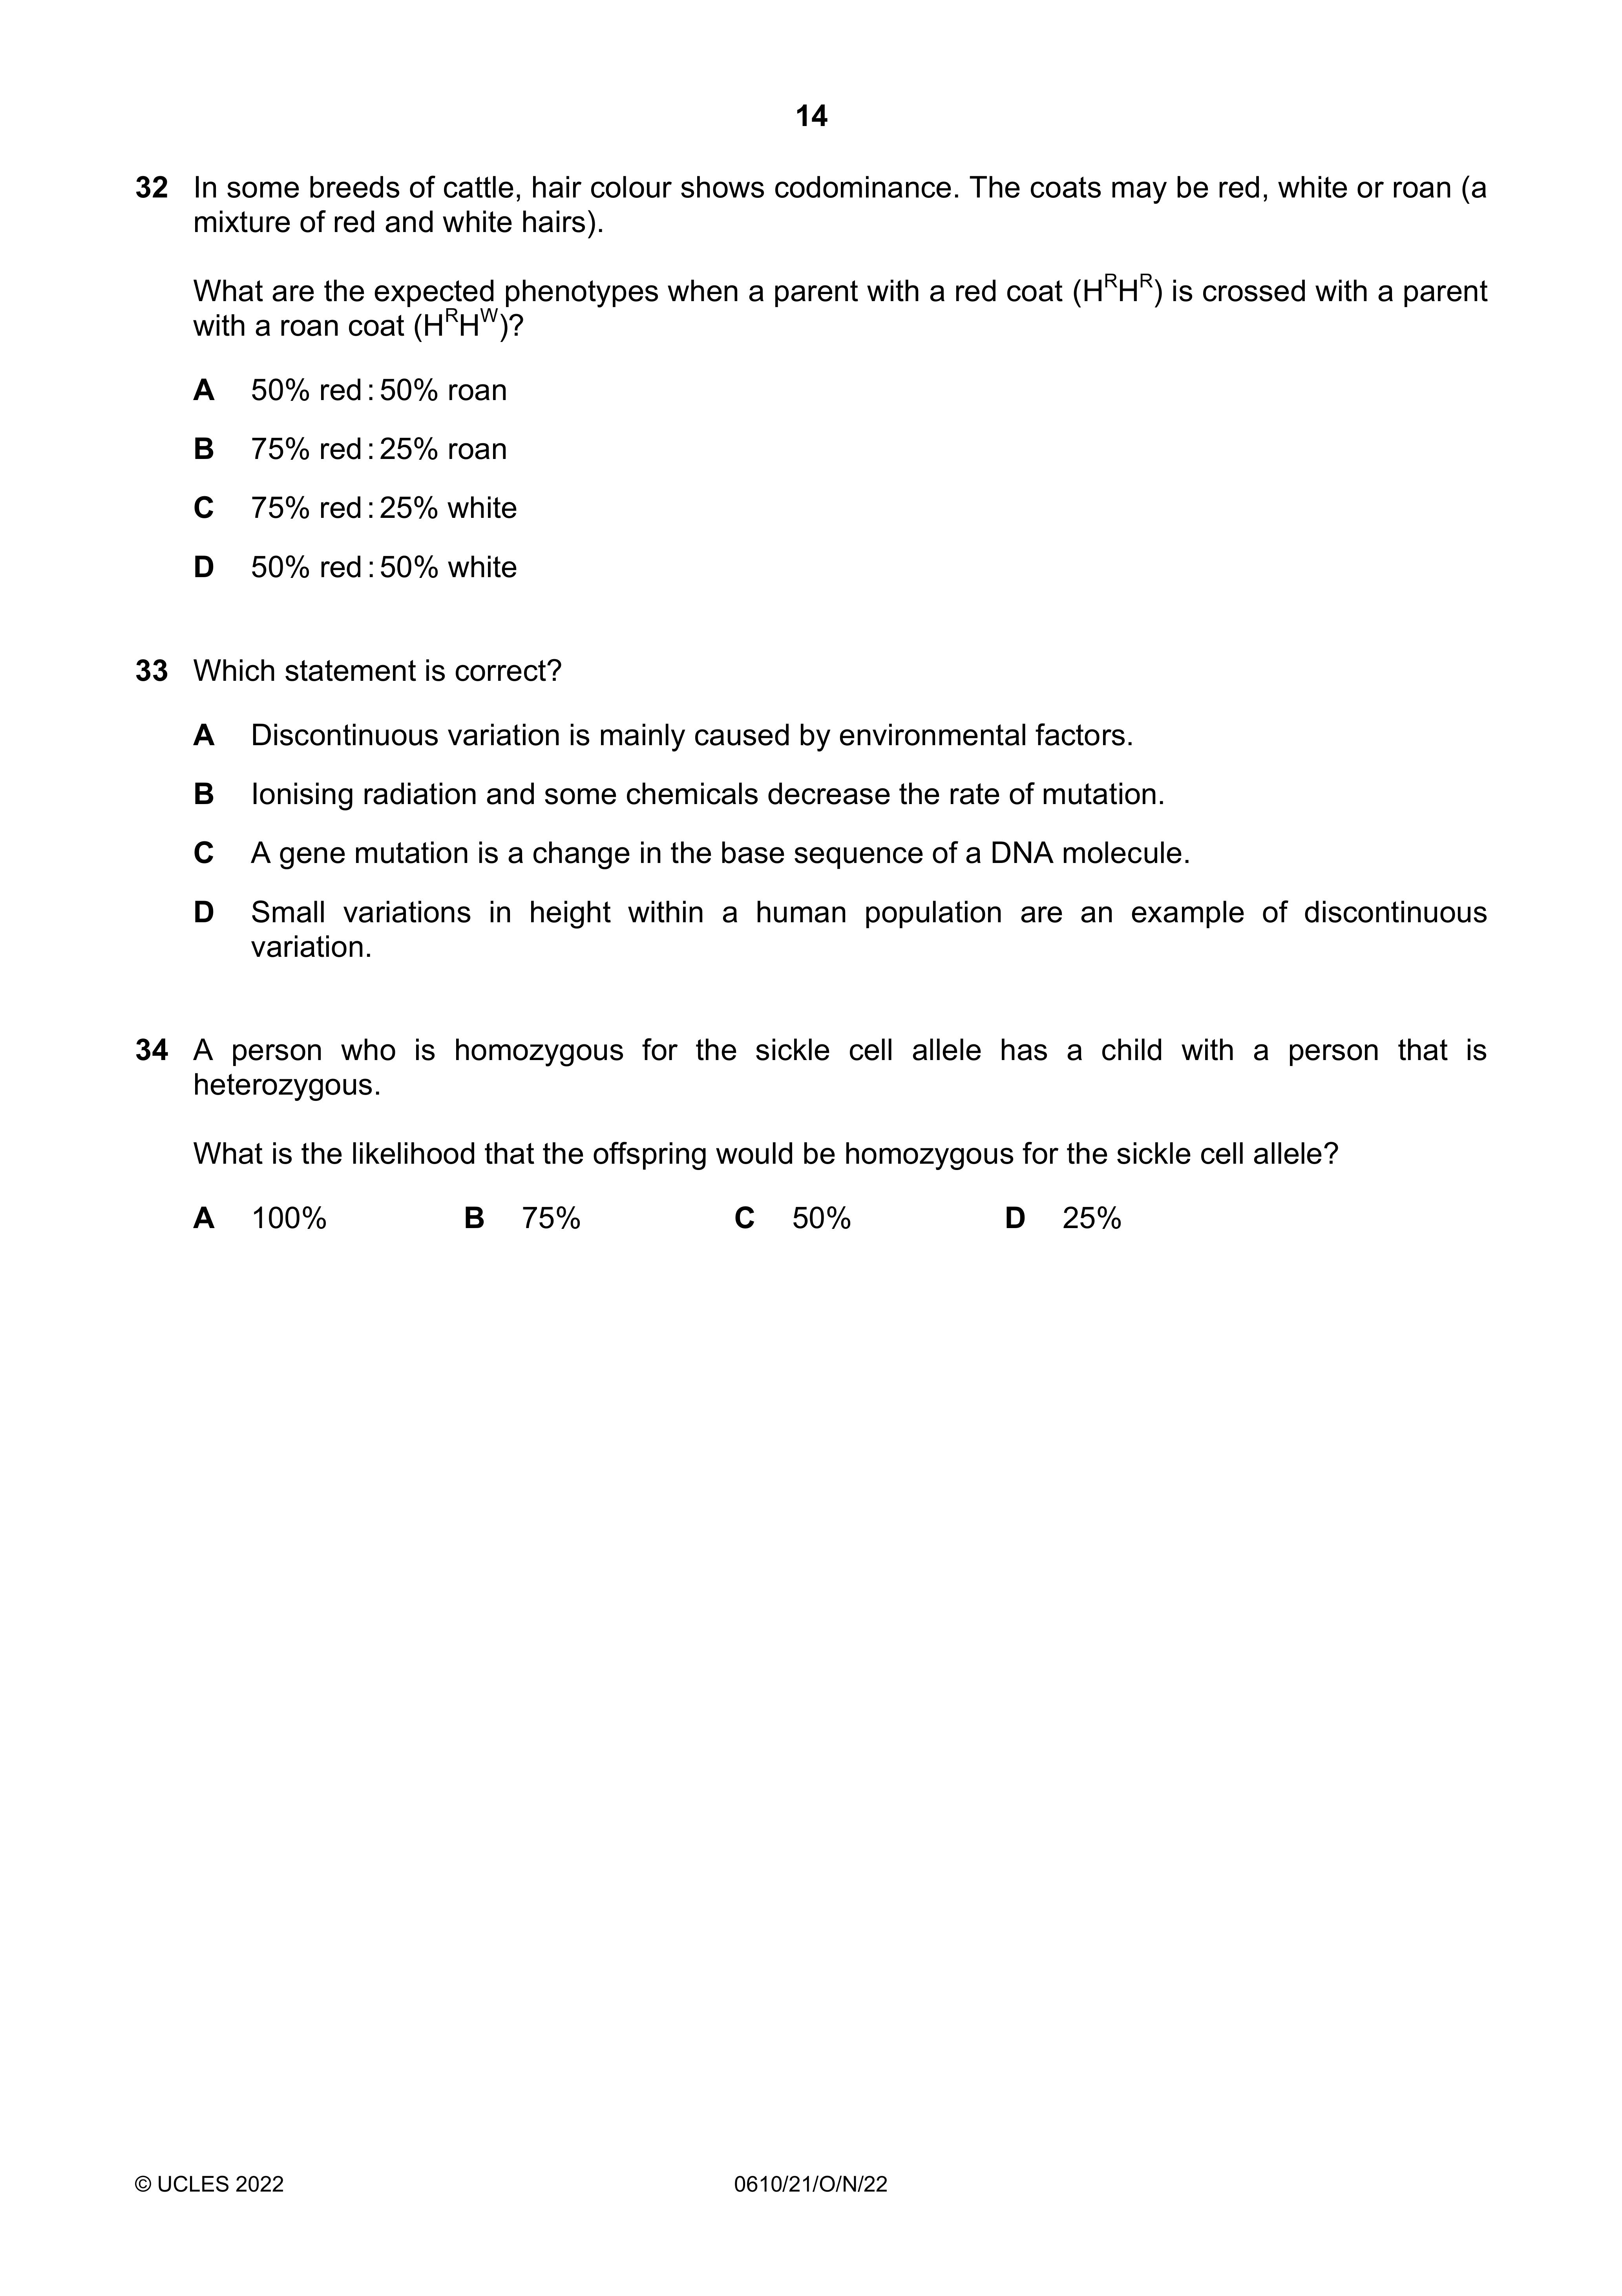 14
32 In some breeds of cattle, hair colour shows codominance. The coats may be red, white or roan (a
mixture of red and white hairs).
What are the expected phenotypes when a parent with a red coat (HᴿHᴿ) is crossed with a parent
with a roan coat (HᴿHᵂ)?
A 50% red : 50% roan
B 75% red : 25% roan
C 75% red : 25% white
D 50% red : 50% white
33 Which statement is correct?
A Discontinuous variation is mainly caused by environmental factors.
B Ionising radiation and some chemicals decrease the rate of mutation.
C A gene mutation is a change in the base sequence of a DNA molecule.
D Small variations in height within a human population are an example of discontinuous
variation.
34 A person who is homozygous for the sickle cell allele has a child with a person that is
heterozygous.
What is the likelihood that the offspring would be homozygous for the sickle cell allele?
A 100% B 75% C 50% D 25%
© UCLES 2022 0610/21/O/N/22